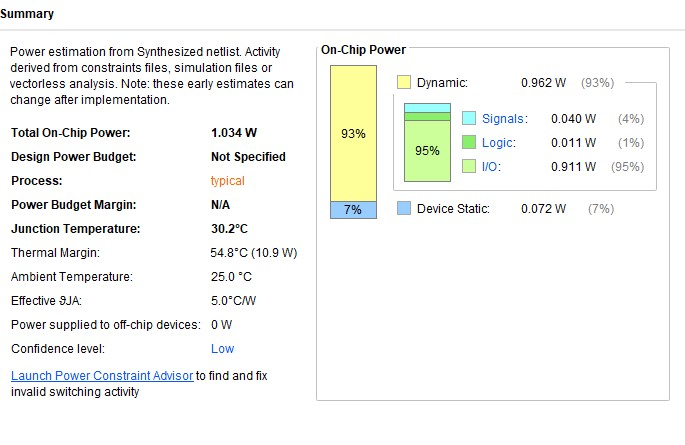 Summary
Power estimation from Synthesized netlist. Activity
derived from constraints files, simulation files or
vectorless analysis. Note: these early estimates can
change after implementation.
Total On-Chip Power: 1.034 W
Design Power Budget: Not Specified
Process: typical
Power Budget Margin: N/A
Junction Temperature: 30.2°C
Thermal Margin: 54.8°C (10.9 W)
Ambient Temperature: 25.0 °C
Effective ϑJA: 5.0°C/W
Power supplied to off-chip devices: 0 W
Confidence level: Low
Launch Power Constraint Advisor to find and fix
invalid switching activity
On-Chip Power
93%
7%
Dynamic: 0.962 W (93%)
95%
Signals: 0.040 W (4%)
Logic: 0.011 W (1%)
I/O: 0.911 W (95%)
Device Static: 0.072 W (7%)